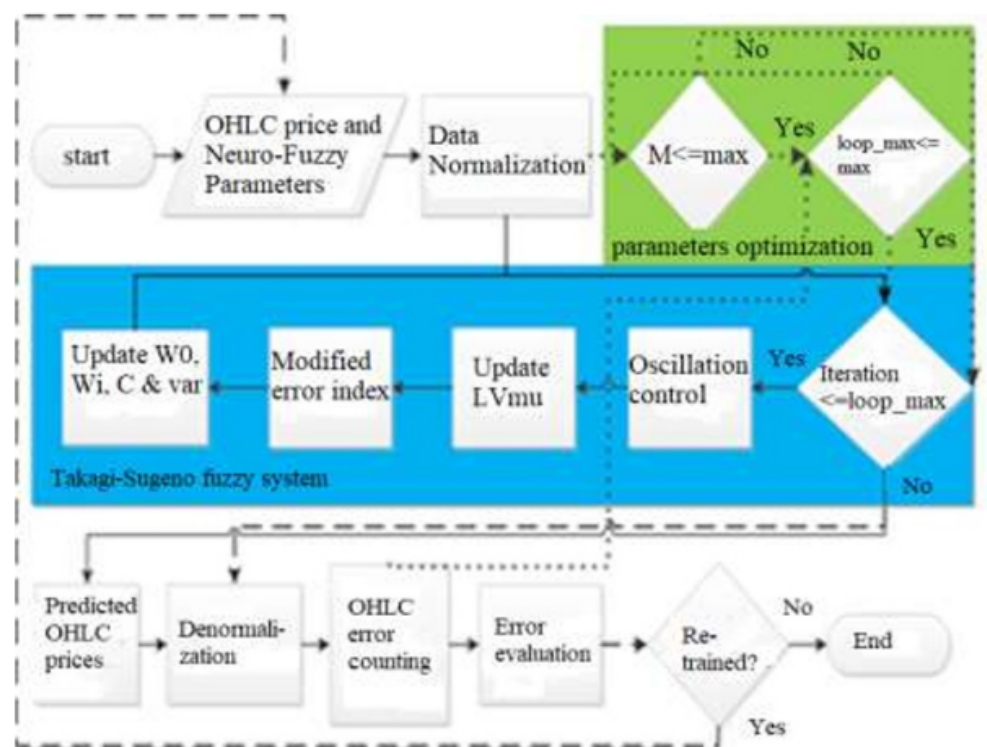 No
No
OHLC price and
Neuro-Fuzzy
Parameters
Data
Normalization
start
M<=max
Yes
loop_max<=
max
parameters optimization
Yes
Update W0,
Wi, C & var
Modified
error index
Update
LVmu
Oscillation
control
Yes
Iteration
<=loop_max
Takagi-Sugeno fuzzy system
No
Predicted
OHLC
prices
Denormali-
zation
OHLC
error
counting
Error
evaluation
Re-
trained?
No
End
Yes